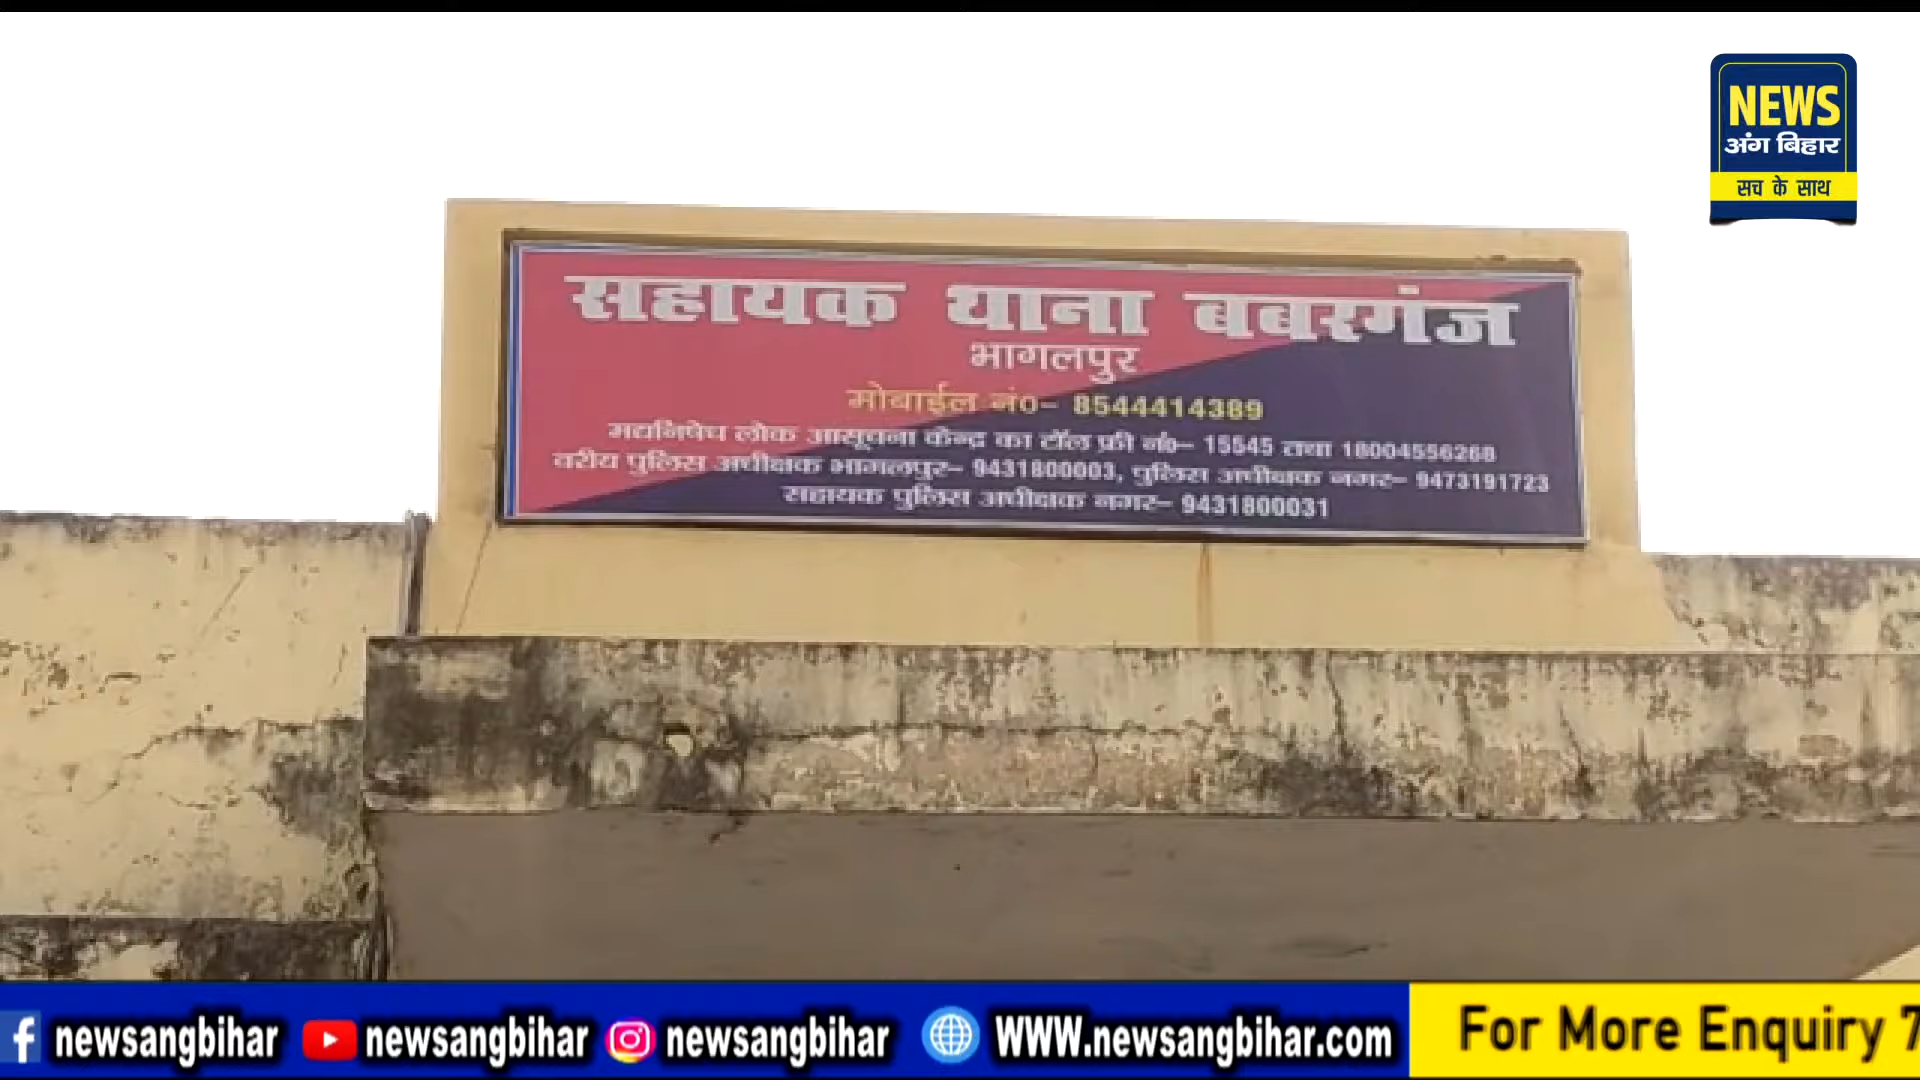 NEWS
अंग बिहार
सच के साथ
सहायक थाना बबरगंज
भागलपुर
मोबाईल नं0- 8544414389
मद्यनिषेध लोक आसूचना केन्द्र का टॉल फ्री नं0- 15545 तथा 18004556268
वरीय पुलिस अधीक्षक भागलपुर- 9431800003, पुलिस अधीक्षक नगर- 9473191723
सहायक पुलिस अधीक्षक नगर- 9431800031
newsangbihar newsangbihar newsangbihar WWW.newsangbihar.com For More Enquiry 7